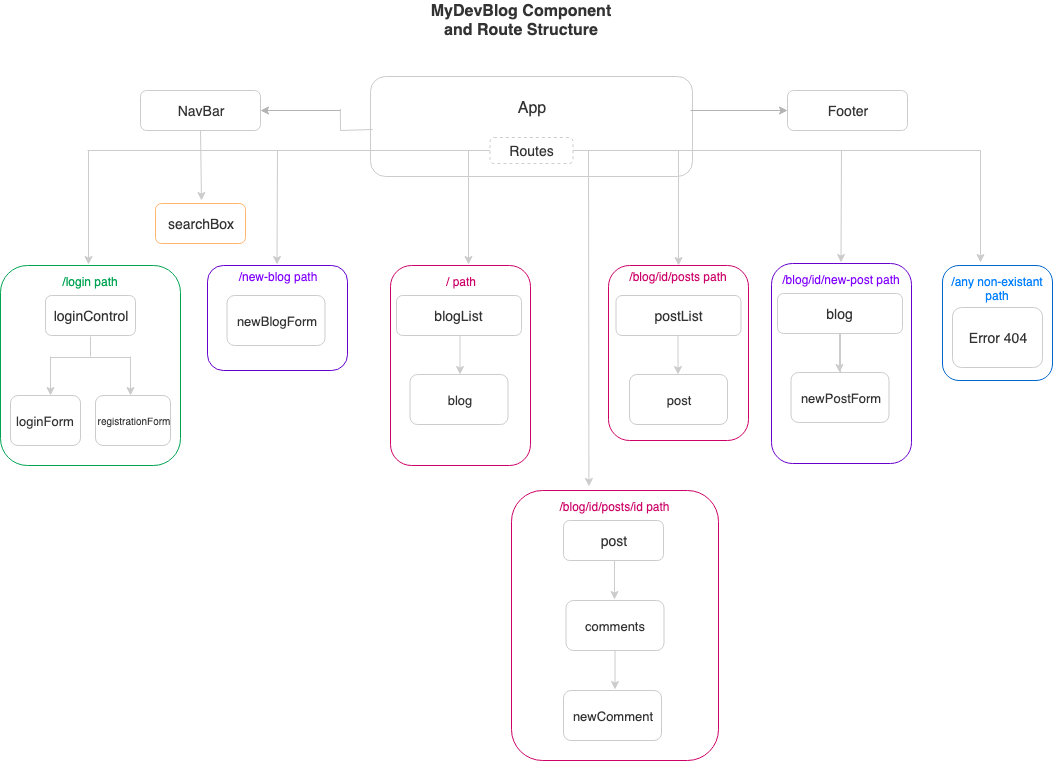 MyDevBlog Component
and Route Structure
NavBar
App
Footer
Routes
searchBox
/login path
loginControl
loginForm
registrationForm
/new-blog path
newBlogForm
/ path
blogList
blog
/blog/id/posts path
postList
post
/blog/id/new-post path
blog
newPostForm
/any non-existant
path
Error 404
/blog/id/posts/id path
post
comments
newComment